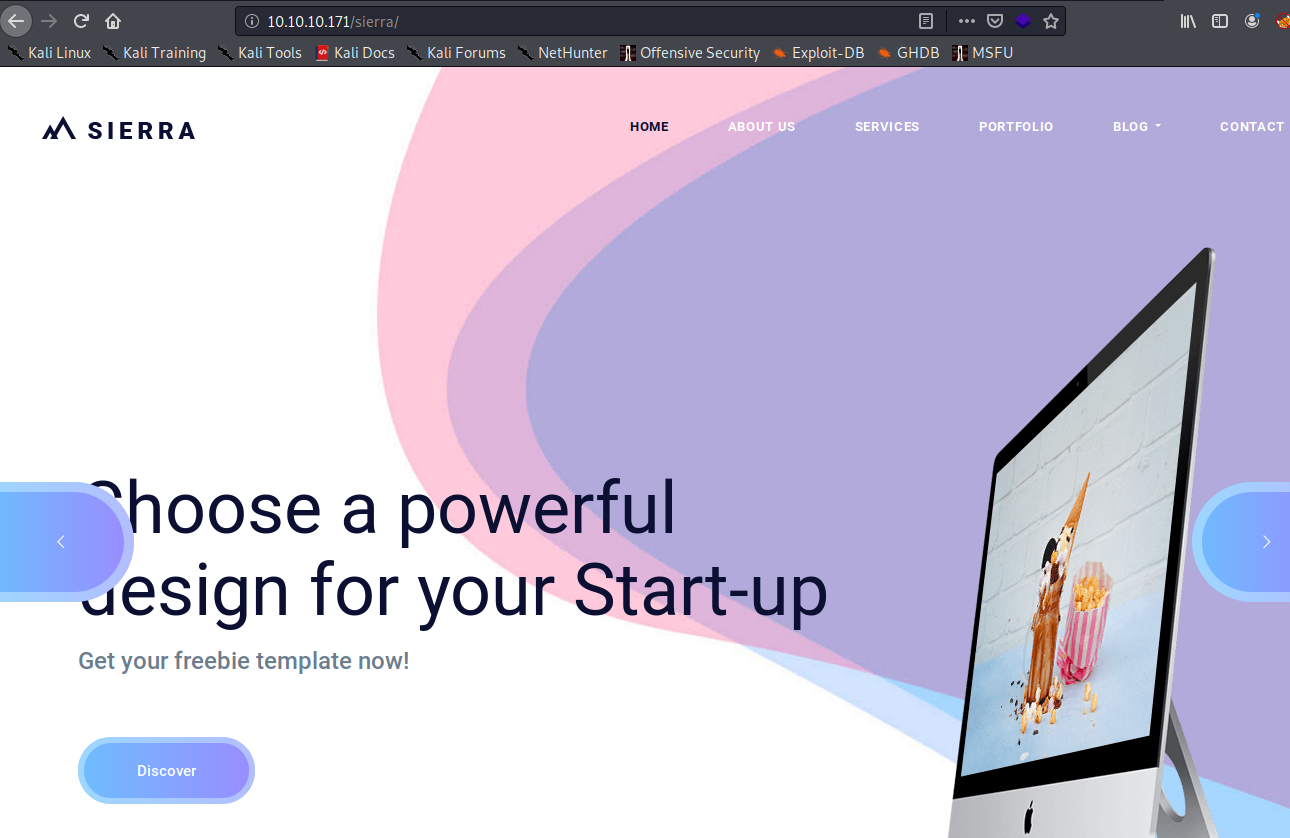 10.10.10.171/sierra/
Kali Linux Kali Training Kali Tools Kali Docs Kali Forums NetHunter Offensive Security Exploit-DB GHDB MSFU
SIERRA HOME ABOUT US SERVICES PORTFOLIO BLOG CONTACT
Choose a powerful
design for your Start-up
Get your freebie template now!
Discover